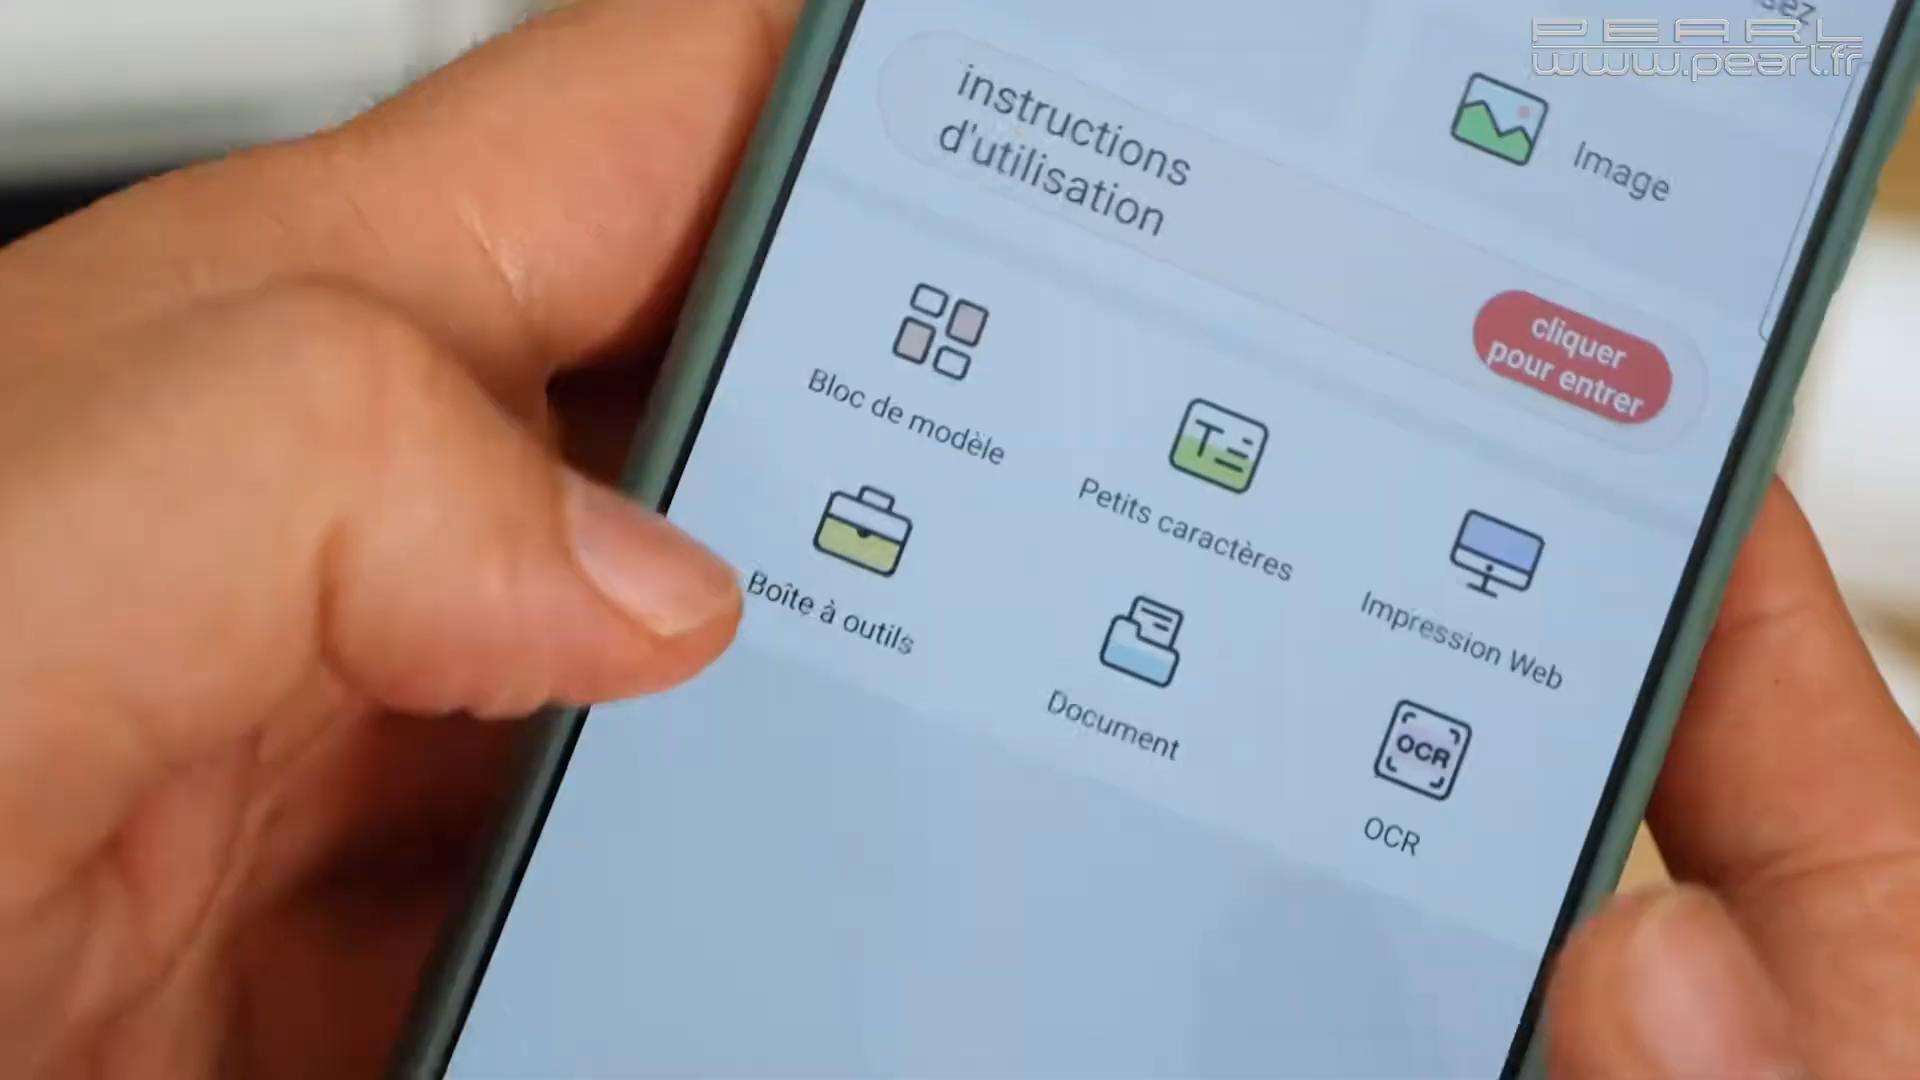 PEARL
www.pearl.fr
Image
instructions
d'utilisation
cliquer
pour entrer
Bloc de modèle
Petits caractères
Impression Web
Boîte à outils
Document
OCR
OCR